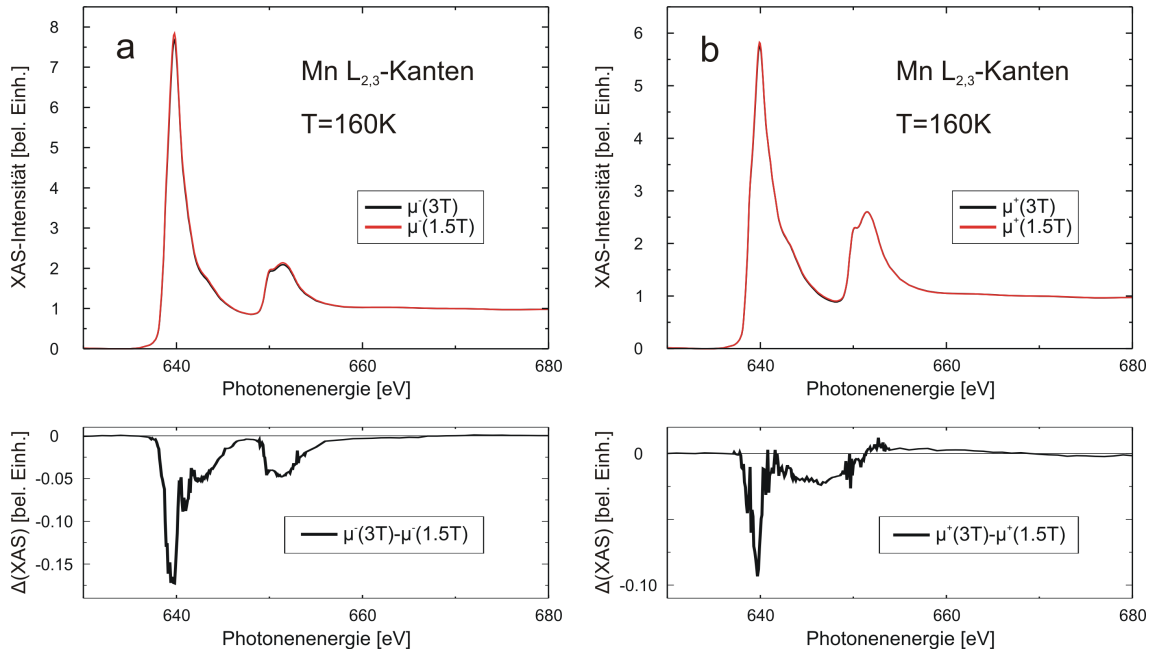 a
Mn L2,3-Kanten
T=160K
μ-(3T)
μ-(1.5T)
XAS-Intensität [bel. Einh.]
8
7
6
5
4
3
2
1
0
640
660
680
Photonenenergie [eV]
b
Mn L2,3-Kanten
T=160K
μ+(3T)
μ+(1.5T)
XAS-Intensität [bel. Einh.]
6
5
4
3
2
1
0
640
660
680
Photonenenergie [eV]
Δ(XAS) [bel. Einh.]
0
-0.05
-0.10
-0.15
μ-(3T)-μ-(1.5T)
640
660
680
Photonenenergie [eV]
Δ(XAS) [bel. Einh.]
0
-0.10
μ+(3T)-μ+(1.5T)
640
660
680
Photonenenergie [eV]